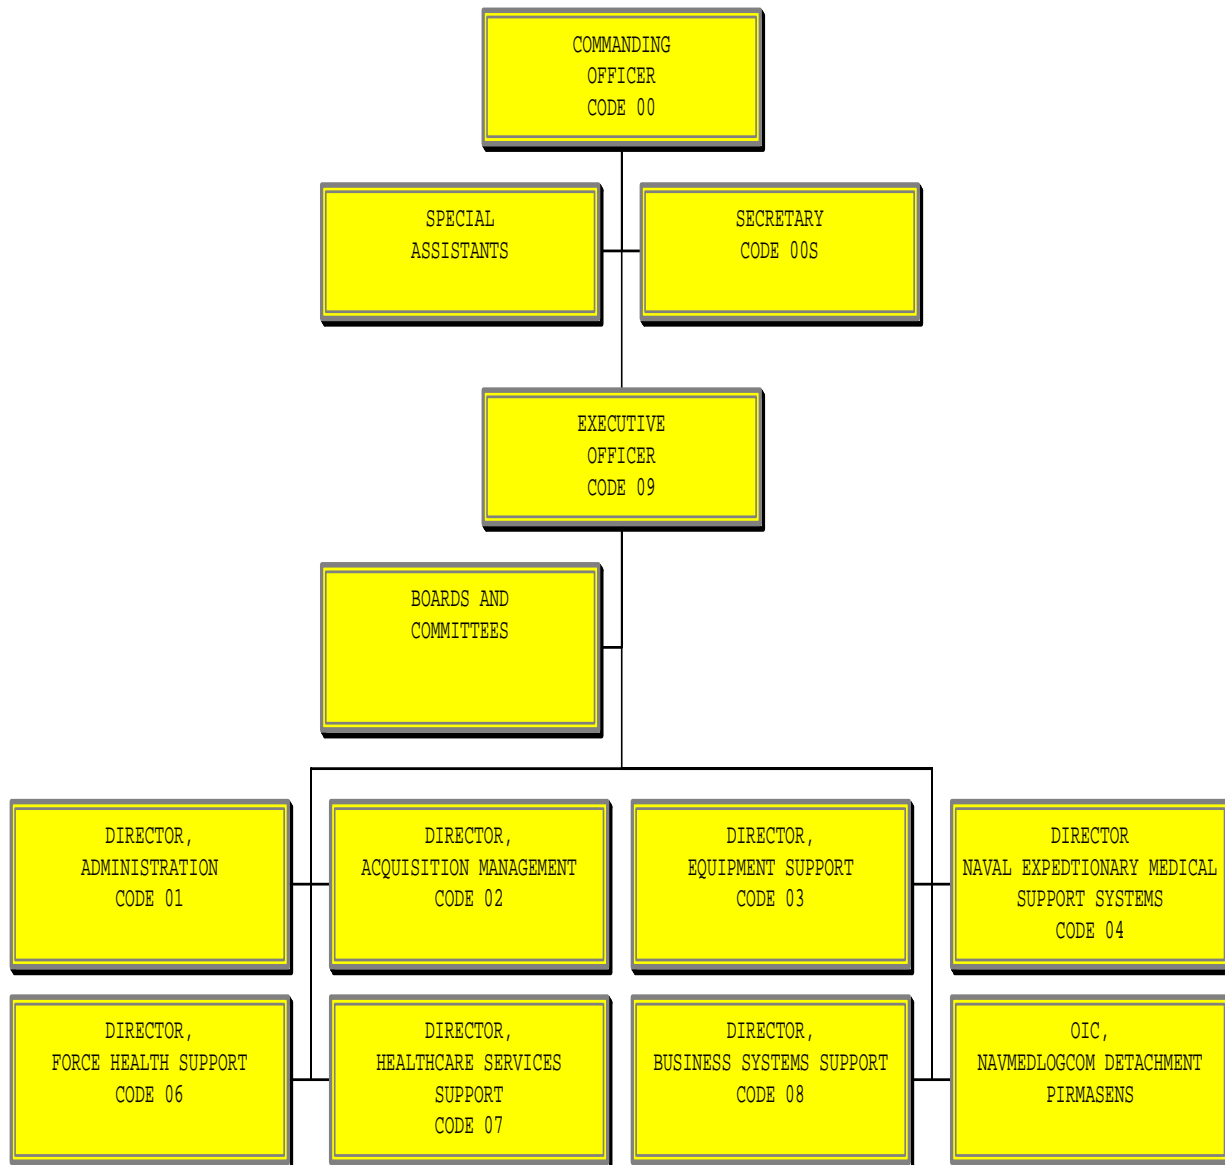 COMMANDING
OFFICER
CODE 00
SPECIAL
ASSISTANTS
SECRETARY
CODE 00S
EXECUTIVE
OFFICER
CODE 09
BOARDS AND
COMMITTEES
DIRECTOR,
ADMINISTRATION
CODE 01
DIRECTOR,
ACQUISITION MANAGEMENT
CODE 02
DIRECTOR,
EQUIPMENT SUPPORT
CODE 03
DIRECTOR
NAVAL EXPEDTIONARY MEDICAL
SUPPORT SYSTEMS
CODE 04
DIRECTOR,
FORCE HEALTH SUPPORT
CODE 06
DIRECTOR,
HEALTHCARE SERVICES
SUPPORT
CODE 07
DIRECTOR,
BUSINESS SYSTEMS SUPPORT
CODE 08
OIC,
NAVMEDLOGCOM DETACHMENT
PIRMASENS